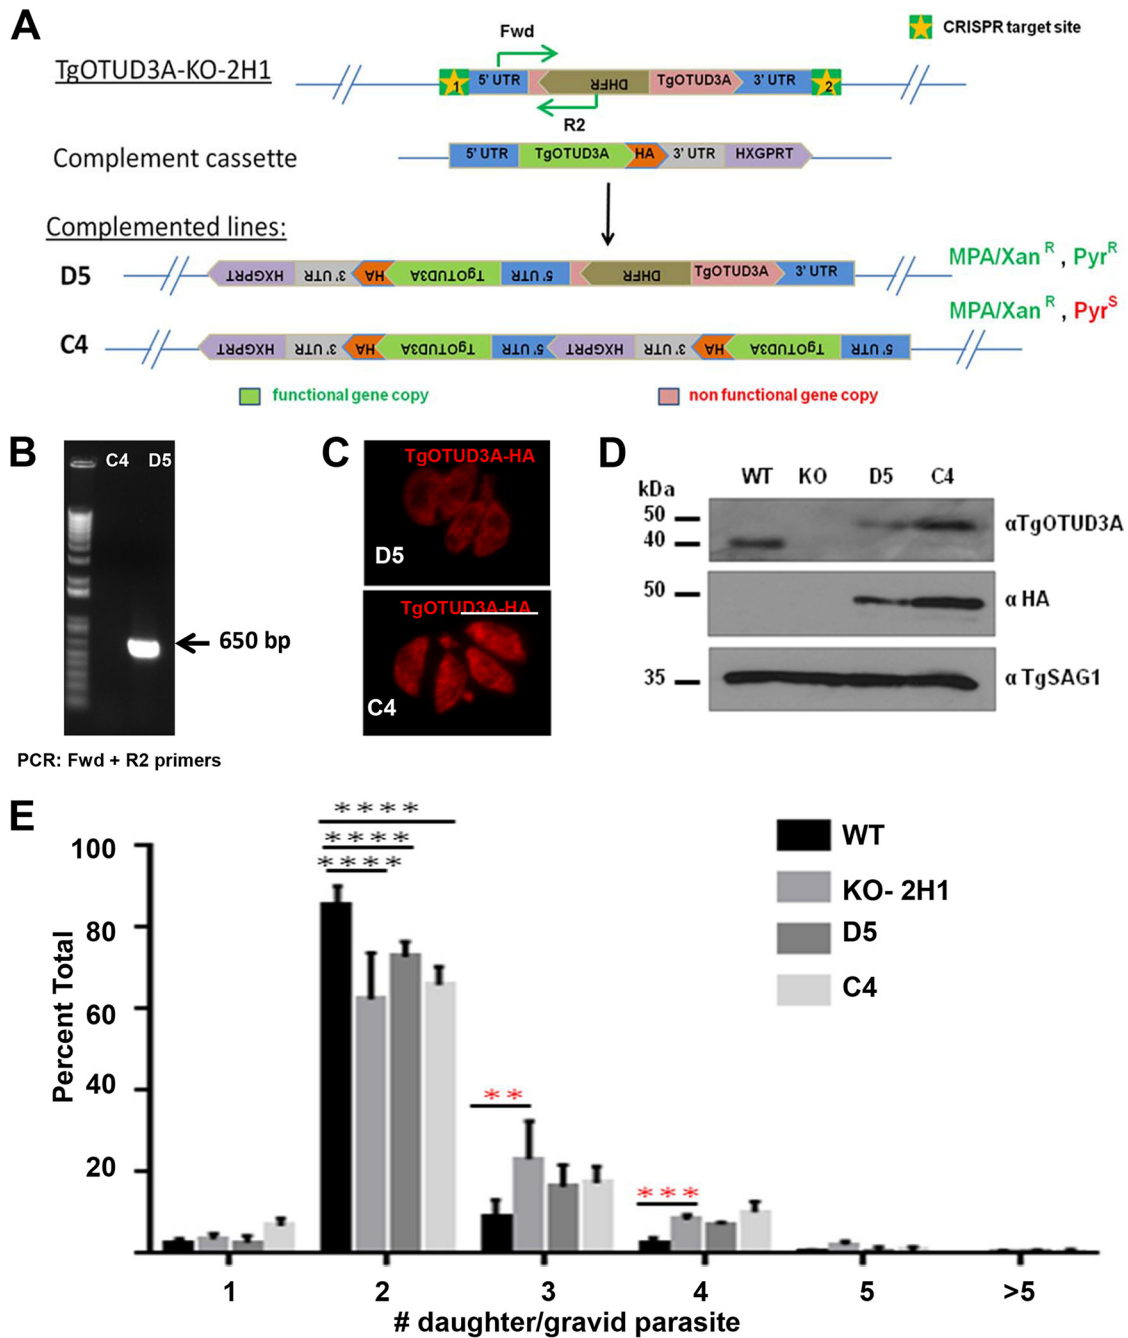 A
Fwd
CRISPR target site
TgOTUD3A-KO-2H1
1 5' UTR DHFR TgOTUD3A 3' UTR 2
R2
Complement cassette
5' UTR TgOTUD3A HA 3' UTR HXGPRT
Complemented lines:
D5
HXGPRT 3' UTR HA TgOTUD3A 5' UTR DHFR TgOTUD3A 3' UTR
MPA/Xan R , Pyr R
MPA/Xan R , Pyr S
C4
HXGPRT 3' UTR HA TgOTUD3A 5' UTR HXGPRT 3' UTR HA TgOTUD3A 5' UTR
functional gene copy
non functional gene copy
B
C4 D5
650 bp
PCR: Fwd + R2 primers
C
TgOTUD3A-HA
D5
TgOTUD3A-HA
C4
D
WT KO D5 C4
kDa
50
40
αTgOTUD3A
50
α HA
35
α TgSAG1
E
****
****
****
**
***
WT
KO- 2H1
D5
C4
Percent Total
100
80
60
40
20
1 2 3 4 5 >5
# daughter/gravid parasite